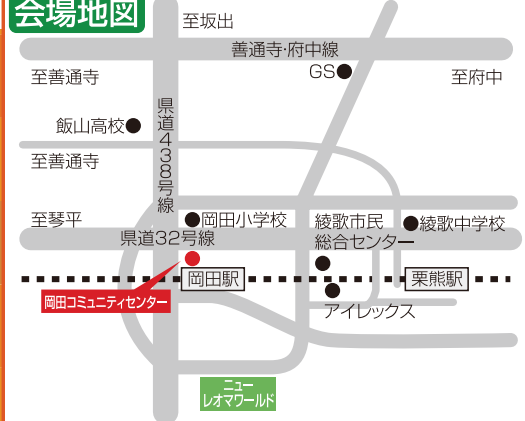 会場地図
至坂出
善通寺・府中線
GS
至善通寺
至府中
飯山高校
県道438号線
至善通寺
至琴平
岡田小学校
綾歌市民
総合センター
綾歌中学校
県道32号線
岡田駅
栗熊駅
岡田コミュニティセンター
アイレックス
ニュー
レオマワールド